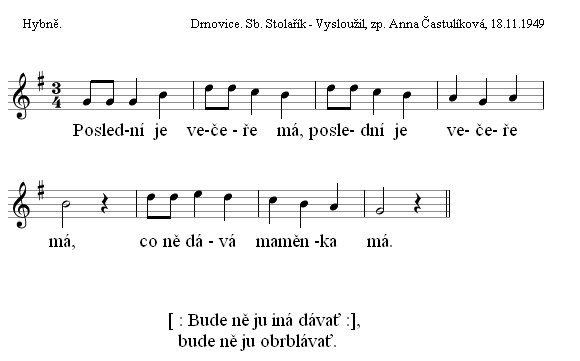 Hybně. Drnovice. Sb. Stolařík - Vysloužil, zp. Anna Častulíková, 18.11.1949
3
4
Posled-ní je ve-če - ře má, posle-dní je ve- če-ře
má, co ně dá-vá maměn-ka má.
[ : Bude ně ju iná dávať :],
bude ně ju obrblávať.